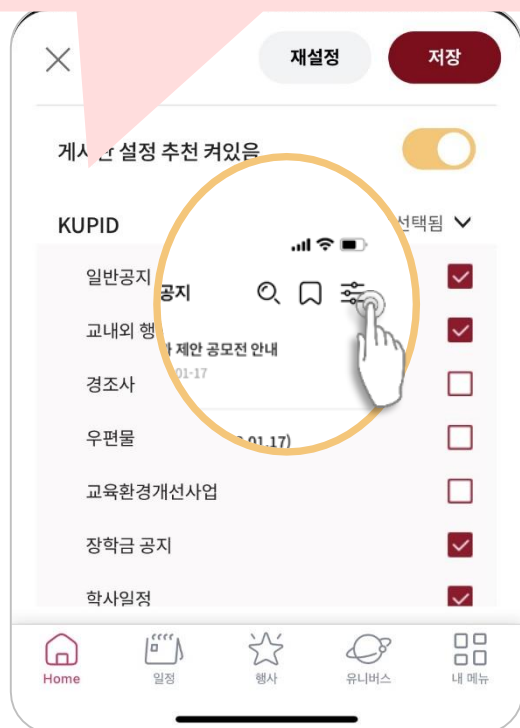 재설정
저장
게시판 설정 추천 켜있음
KUPID
선택됨
일반공지
공지
교내외 행
제안 공모전 안내
01-17
경조사
우편물
01.17)
교육환경개선사업
장학금 공지
학사일정
Home
일정
행사
유니버스
내 메뉴